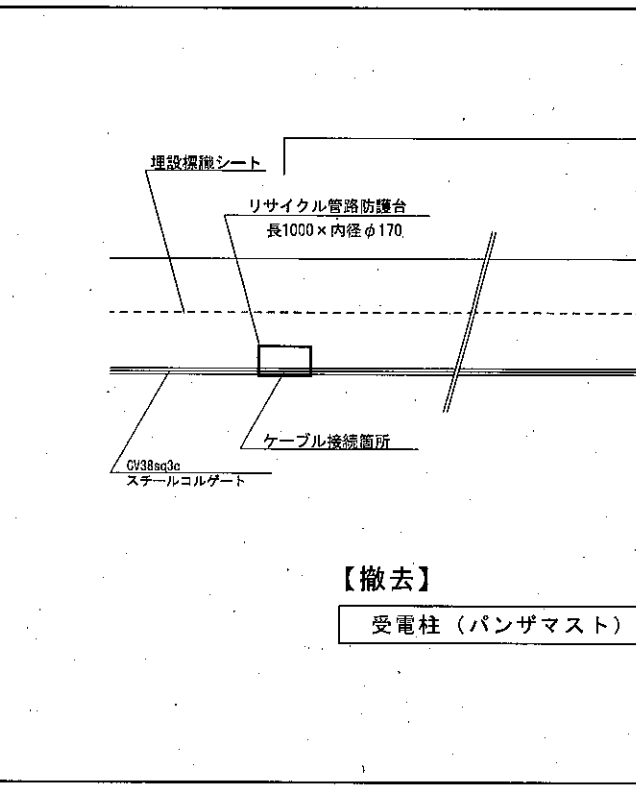 埋設標識シート
リサイクル管路防護台
長1000×内径φ170
ケーブル接続箇所
CV38sq3c
スチールコルゲート
【撤去】
受電柱（パンザマスト）